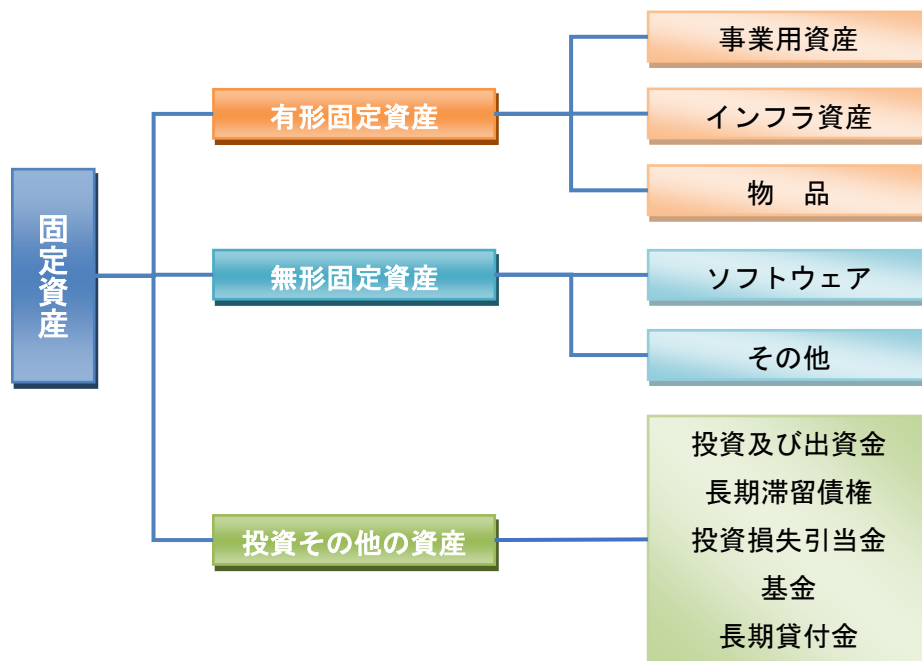 固定資産
有形固定資産
事業用資産
インフラ資産
物　品
無形固定資産
ソフトウェア
その他
投資その他の資産
投資及び出資金
長期滞留債権
投資損失引当金
基金
長期貸付金